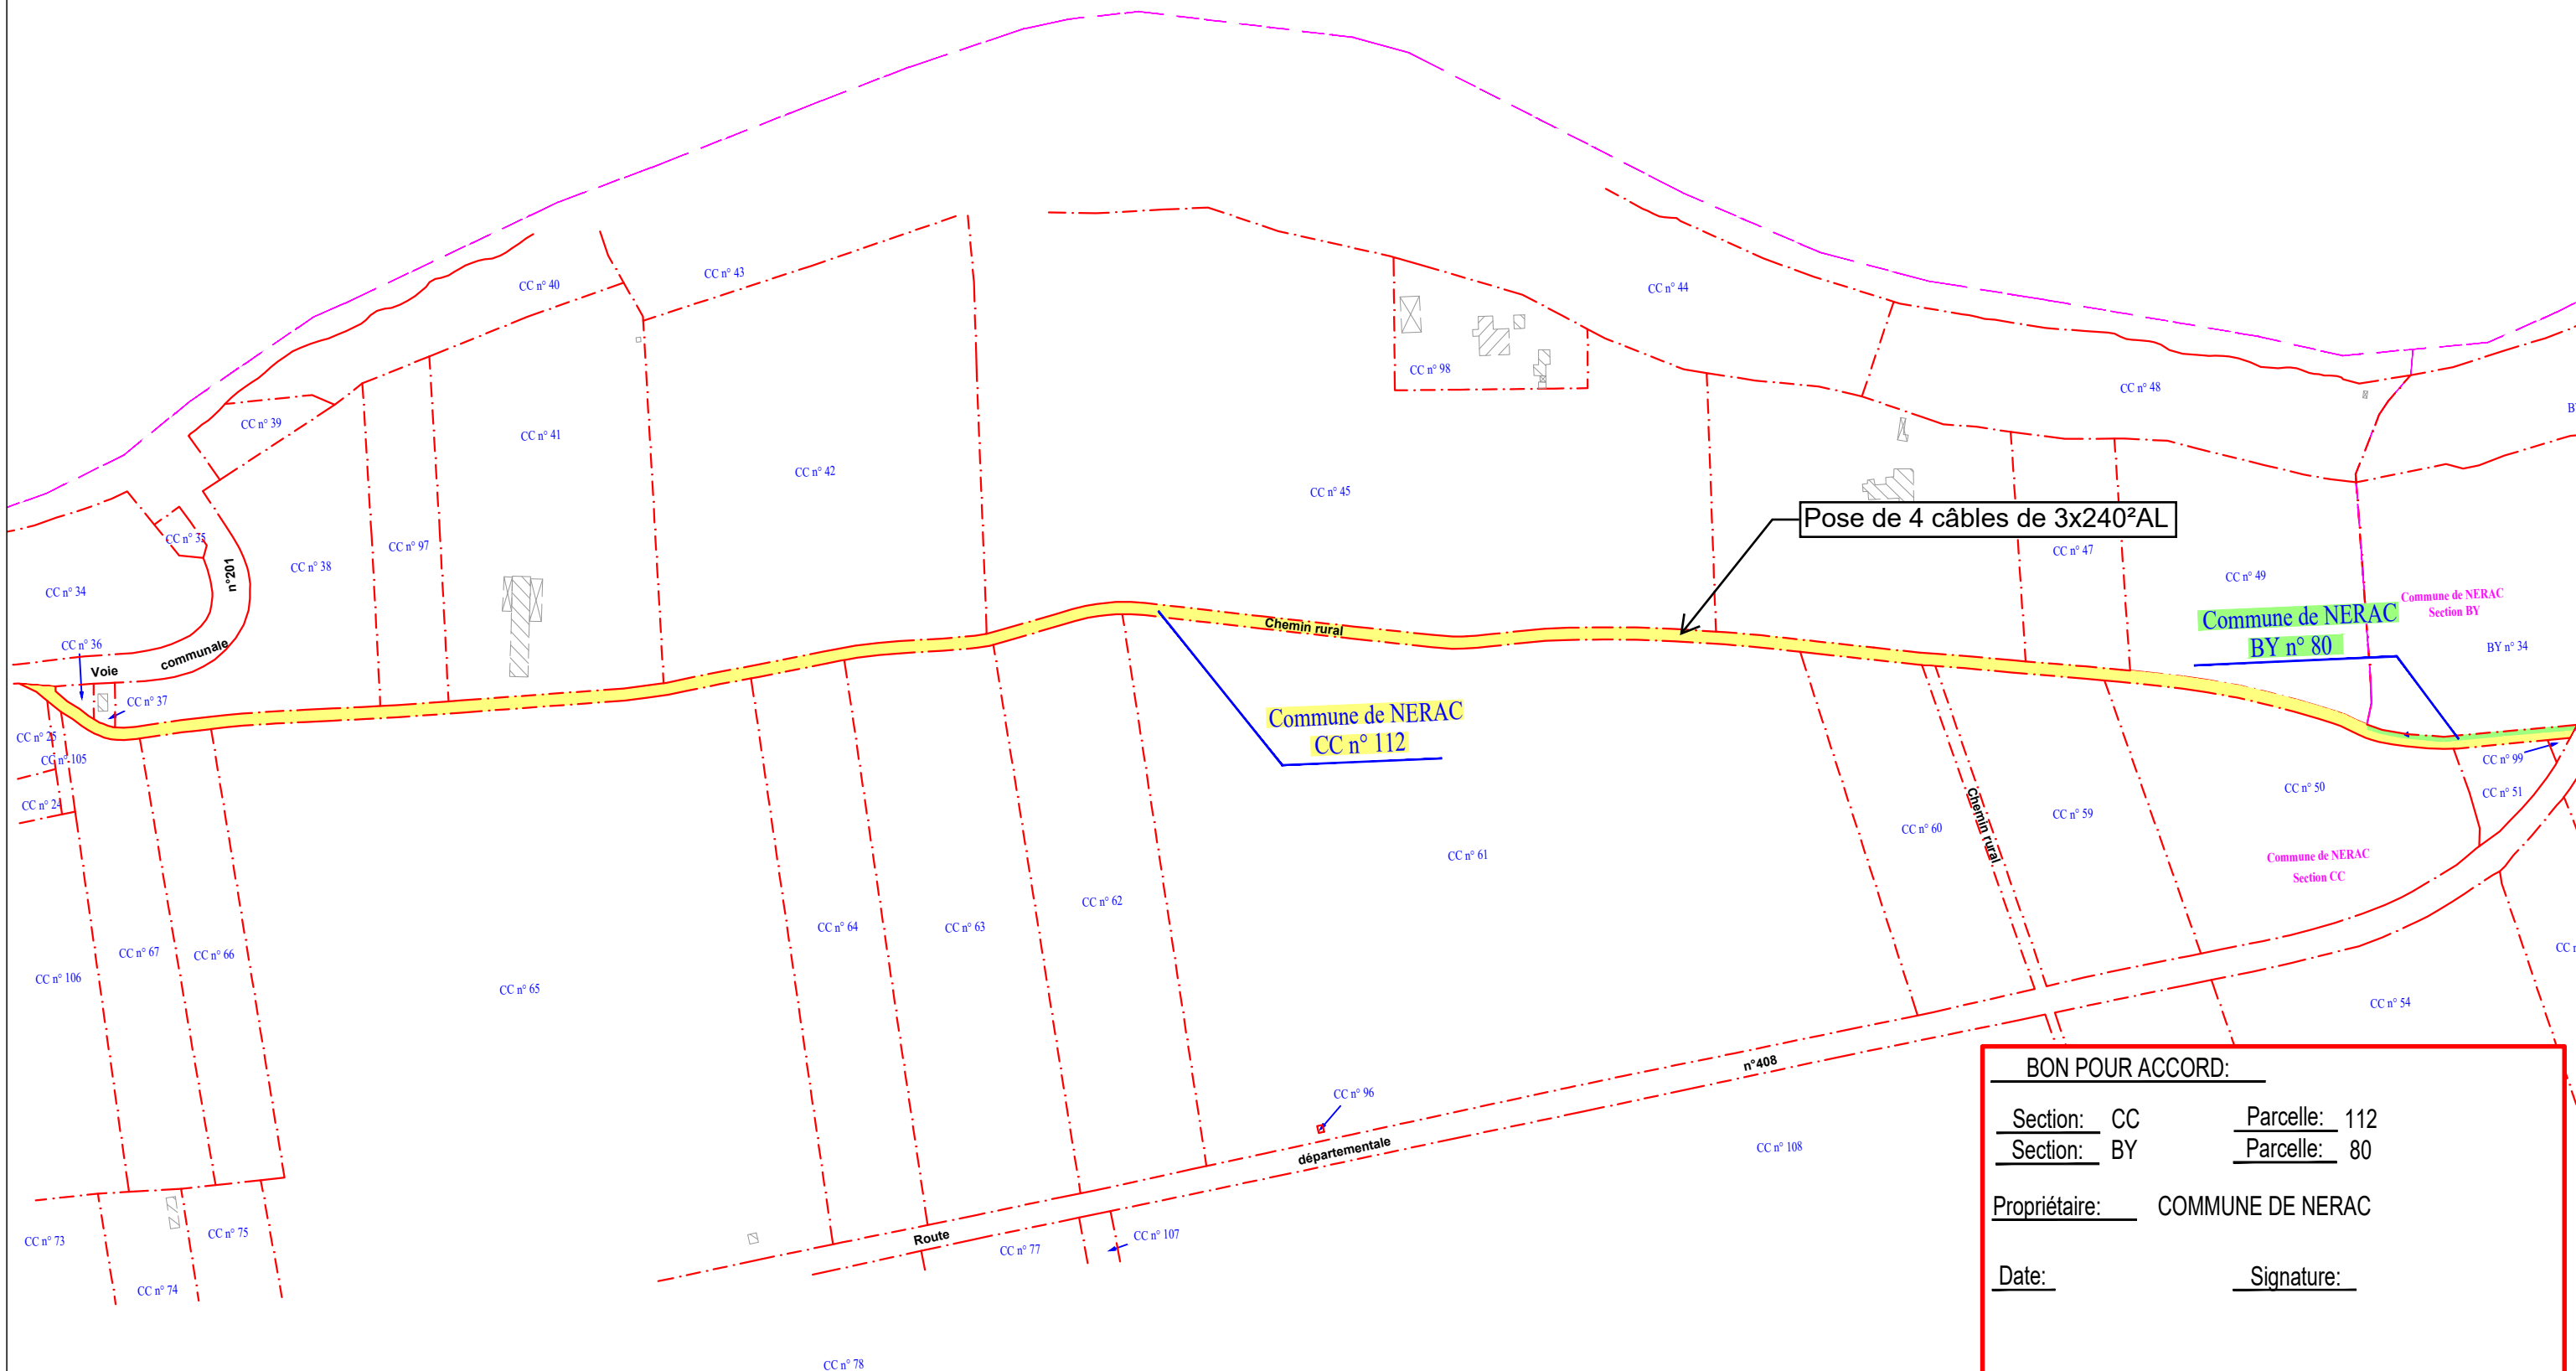 CC n° 43
CC n° 40
CC n° 44
CC n° 98
CC n° 48
CC n° 39
CC n° 41
CC n° 42
CC n° 45
Pose de 4 câbles de 3x240²AL
CC n° 35
CC n° 97
CC n° 47
CC n° 38
n°201
CC n° 34
CC n° 49
Commune de NERAC
Section BY
Commune de NERAC
BY n° 80
Chemin rural
CC n° 36
BY n° 34
Voie communale
CC n° 37
Commune de NERAC
CC n° 112
CC n° 25
CC n° 105
CC n° 99
CC n° 24
CC n° 50
CC n° 51
CC n° 59
Chemin rural
CC n° 60
CC n° 61
Commune de NERAC
Section CC
CC n° 62
CC n° 64
CC n° 63
CC n° 67
CC n° 66
CC n° 106
CC n° 65
CC n° 54
n°408
CC n° 96
départementale
CC n° 108
Route
CC n° 73
CC n° 75
CC n° 77
CC n° 107
CC n° 74
CC n° 78
BON POUR ACCORD:
Section: CC Parcelle: 112
Section: BY Parcelle: 80
Propriétaire: COMMUNE DE NERAC
Date: Signature: